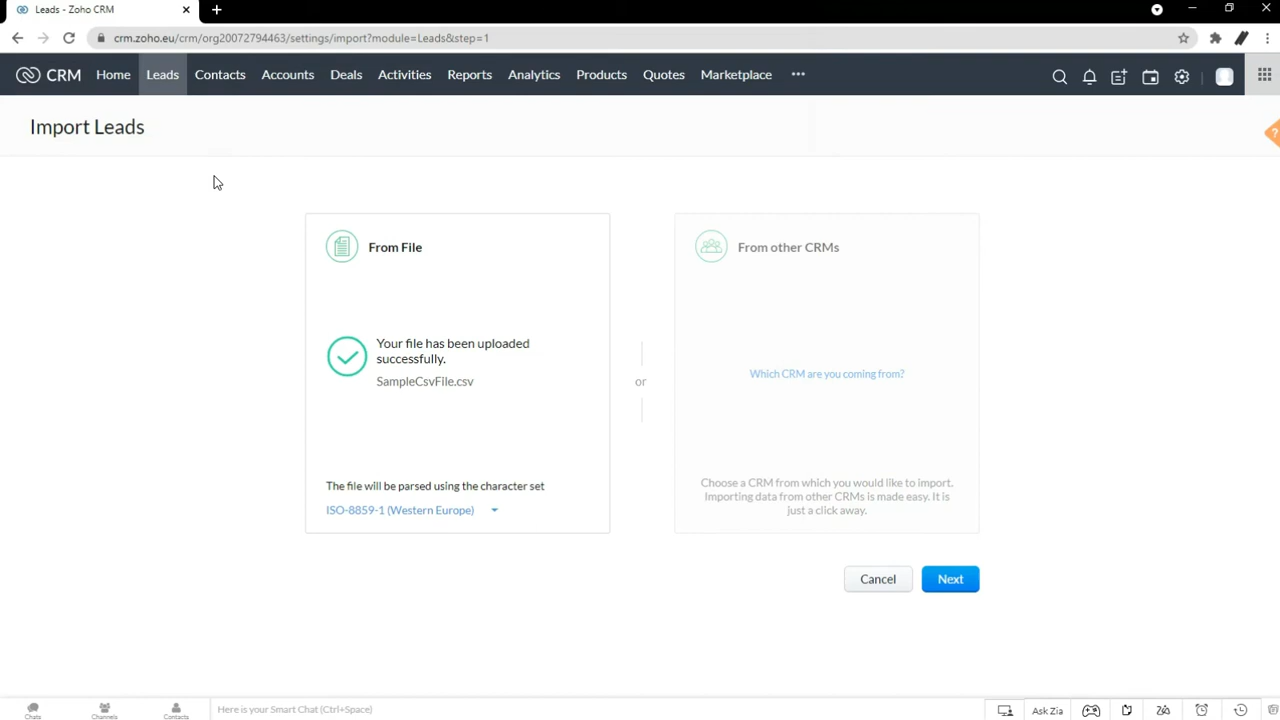 Leads - Zoho CRM
crm.zoho.eu/crm/org20072794463/settings/import?module=Leads&step=1
CRM Home Leads Contacts Accounts Deals Activities Reports Analytics Products Quotes Marketplace •••
?
Import Leads
From File
Your file has been uploaded
successfully.
SampleCsvFile.csv
The file will be parsed using the character set
ISO-8859-1 (Western Europe)
or
From other CRMs
Which CRM are you coming from?
Choose a CRM from which you would like to import.
Importing data from other CRMs is made easy. It is
just a click away.
Cancel Next
Chats Channels Contacts Here is your Smart Chat (Ctrl+Space) Ask Zia